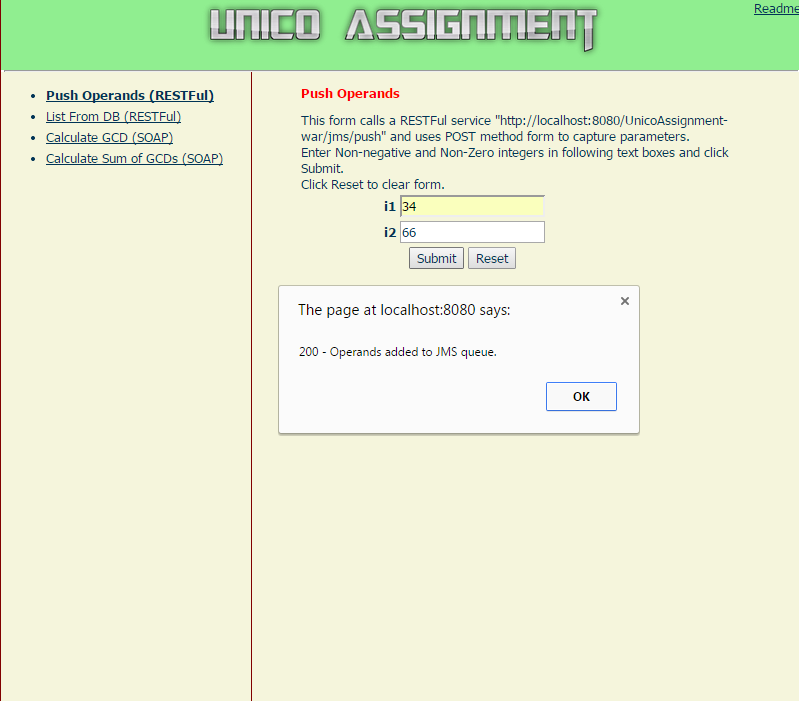 UNICO ASSIGNMENT
Readme
Push Operands (RESTFul)
List From DB (RESTFul)
Calculate GCD (SOAP)
Calculate Sum of GCDs (SOAP)
Push Operands
This form calls a RESTFul service "http://localhost:8080/UnicoAssignment-
war/jms/push" and uses POST method form to capture parameters.
Enter Non-negative and Non-Zero integers in following text boxes and click
Submit.
Click Reset to clear form.
i1 34
i2 66
Submit Reset
The page at localhost:8080 says:
200 - Operands added to JMS queue.
OK